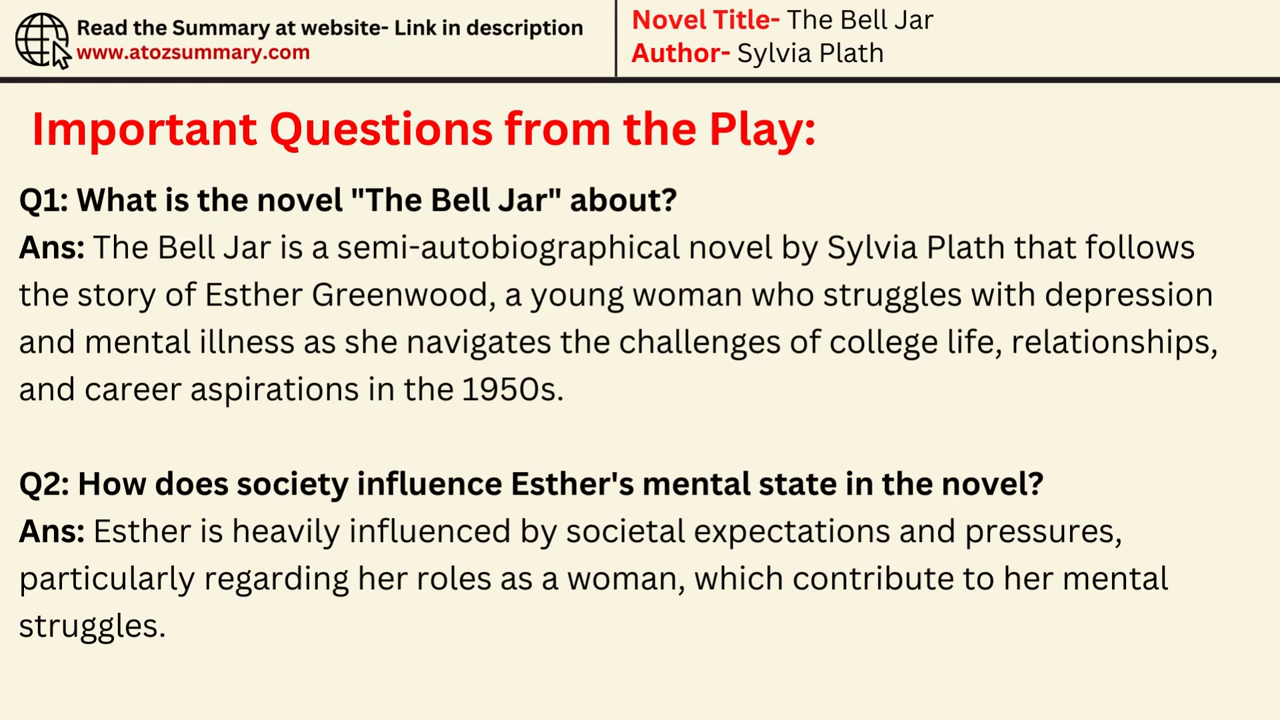 Read the Summary at website- Link in description
www.atozsummary.com
Novel Title- The Bell Jar
Author- Sylvia Plath
Important Questions from the Play:
Q1: What is the novel "The Bell Jar" about?
Ans: The Bell Jar is a semi-autobiographical novel by Sylvia Plath that follows
the story of Esther Greenwood, a young woman who struggles with depression
and mental illness as she navigates the challenges of college life, relationships,
and career aspirations in the 1950s.
Q2: How does society influence Esther's mental state in the novel?
Ans: Esther is heavily influenced by societal expectations and pressures,
particularly regarding her roles as a woman, which contribute to her mental
struggles.